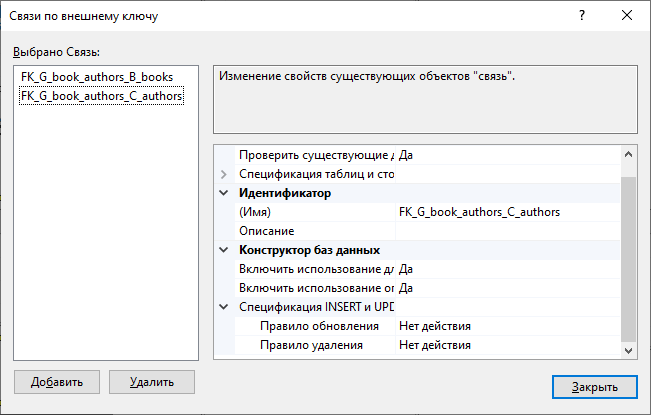 Связи по внешнему ключу
?
Выбрано Связь:
FK_G_book_authors_B_books
FK_G_book_authors_C_authors
Изменение свойств существующих объектов "связь".
Проверить существующие д Да
Спецификация таблиц и сто
Идентификатор
(Имя) FK_G_book_authors_C_authors
Описание
Конструктор баз данных
Включить использование дл Да
Включить использование ог Да
Спецификация INSERT и UPD
Правило обновления Нет действия
Правило удаления Нет действия
Добавить Удалить
Закрыть